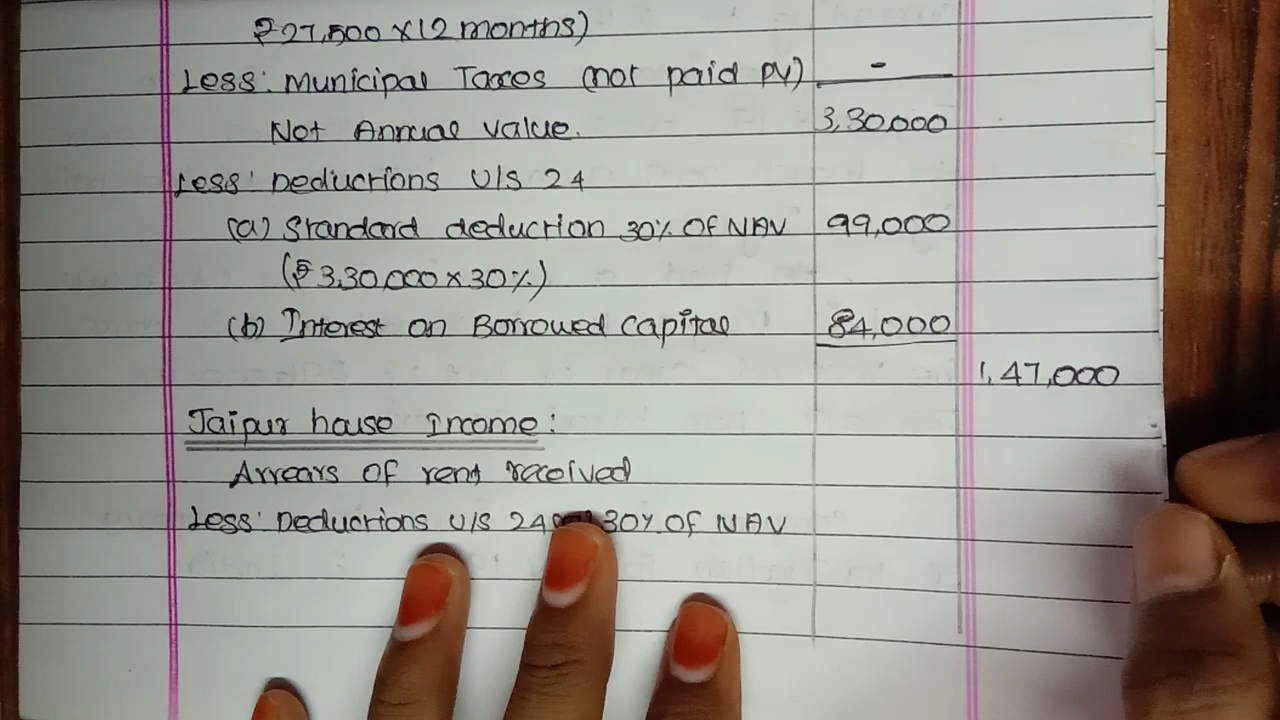 ₹27,500 x 12 months)
Less: Municipal Taxes (not paid PY) -
Net Annual Value. 3,30,000
Less: Deductions U/S 24
(a) Standard deduction 30% OF NAV 99,000
(₹ 3,30,000 x 30%)
(b) Interest on Borrowed capital 84,000
1,47,000
Jaipur house Income:
Arrears OF rent received
Less: Deductions U/S 24 30% OF NAV